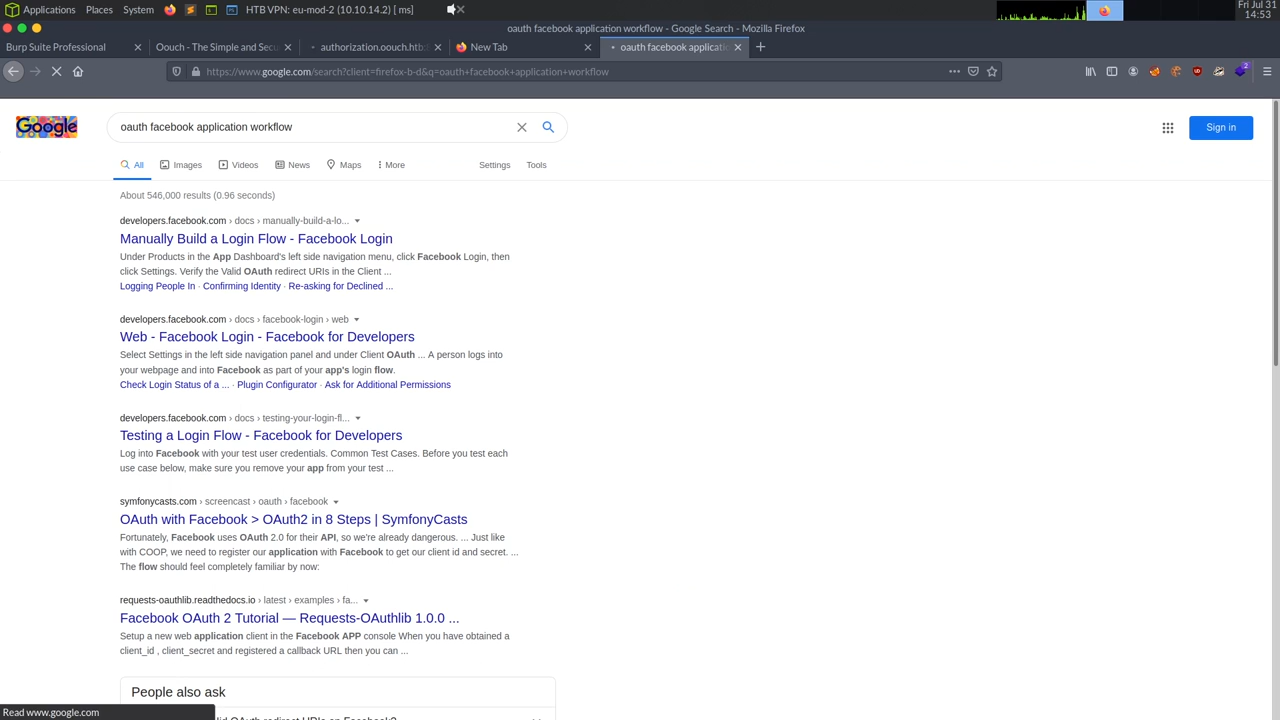 Applications Places System HTB VPN: eu-mod-2 (10.10.14.2) [ ms] Fri Jul 31
14:53
oauth facebook application workflow - Google Search - Mozilla Firefox
Burp Suite Professional Oouch - The Simple and Secu authorization.oouch.htb: New Tab oauth facebook applicati
https://www.google.com/search?client=firefox-b-d&q=oauth+facebook+application+workflow 2
Google oauth facebook application workflow Sign in
All Images Videos News Maps More Settings Tools
About 546,000 results (0.96 seconds)
developers.facebook.com › docs › manually-build-a-lo...
Manually Build a Login Flow - Facebook Login
Under Products in the App Dashboard's left side navigation menu, click Facebook Login, then
click Settings. Verify the Valid OAuth redirect URIs in the Client ...
Logging People In · Confirming Identity · Re-asking for Declined ...
developers.facebook.com › docs › facebook-login › web
Web - Facebook Login - Facebook for Developers
Select Settings in the left side navigation panel and under Client OAuth ... A person logs into
your webpage and into Facebook as part of your app's login flow.
Check Login Status of a ... · Plugin Configurator · Ask for Additional Permissions
developers.facebook.com › docs › testing-your-login-fl...
Testing a Login Flow - Facebook for Developers
Log into Facebook with your test user credentials. Common Test Cases. Before you test each
use case below, make sure you remove your app from your test ...
symfonycasts.com › screencast › oauth › facebook
OAuth with Facebook > OAuth2 in 8 Steps | SymfonyCasts
Fortunately, Facebook uses OAuth 2.0 for their API, so we're already dangerous. ... Just like
with COOP, we need to register our application with Facebook to get our client id and secret. ...
The flow should feel completely familiar by now:
requests-oauthlib.readthedocs.io › latest › examples › fa...
Facebook OAuth 2 Tutorial — Requests-OAuthlib 1.0.0 ...
Setup a new web application client in the Facebook APP console When you have obtained a
client_id , client_secret and registered a callback URL then you can ...
People also ask
Read www.google.com
OAuth redirect URIs on Facebook?